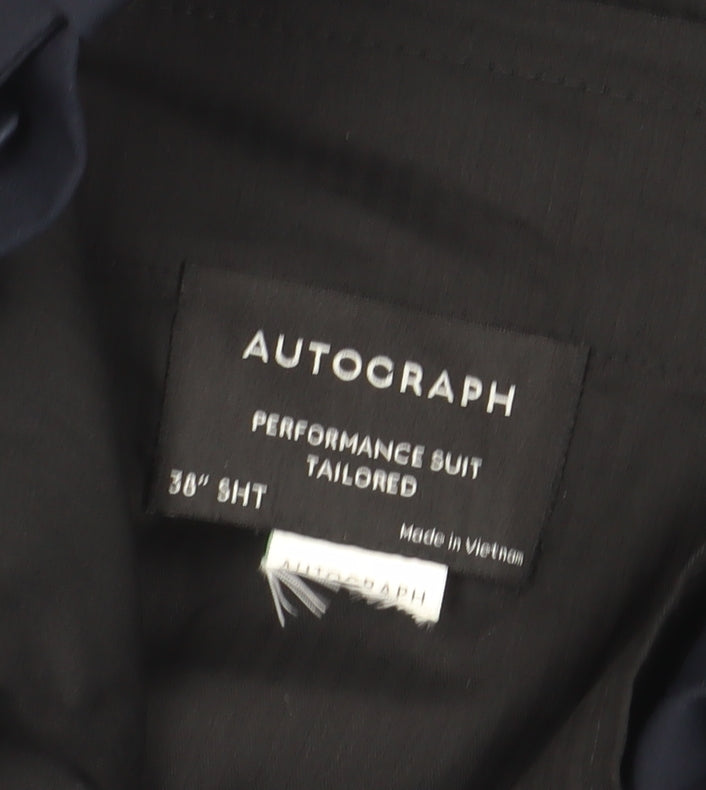 AUTOGRAPH
PERFORMANCE SUIT
TAILORED
38" SHT
Made in Vietnam
AUTOGRAPH